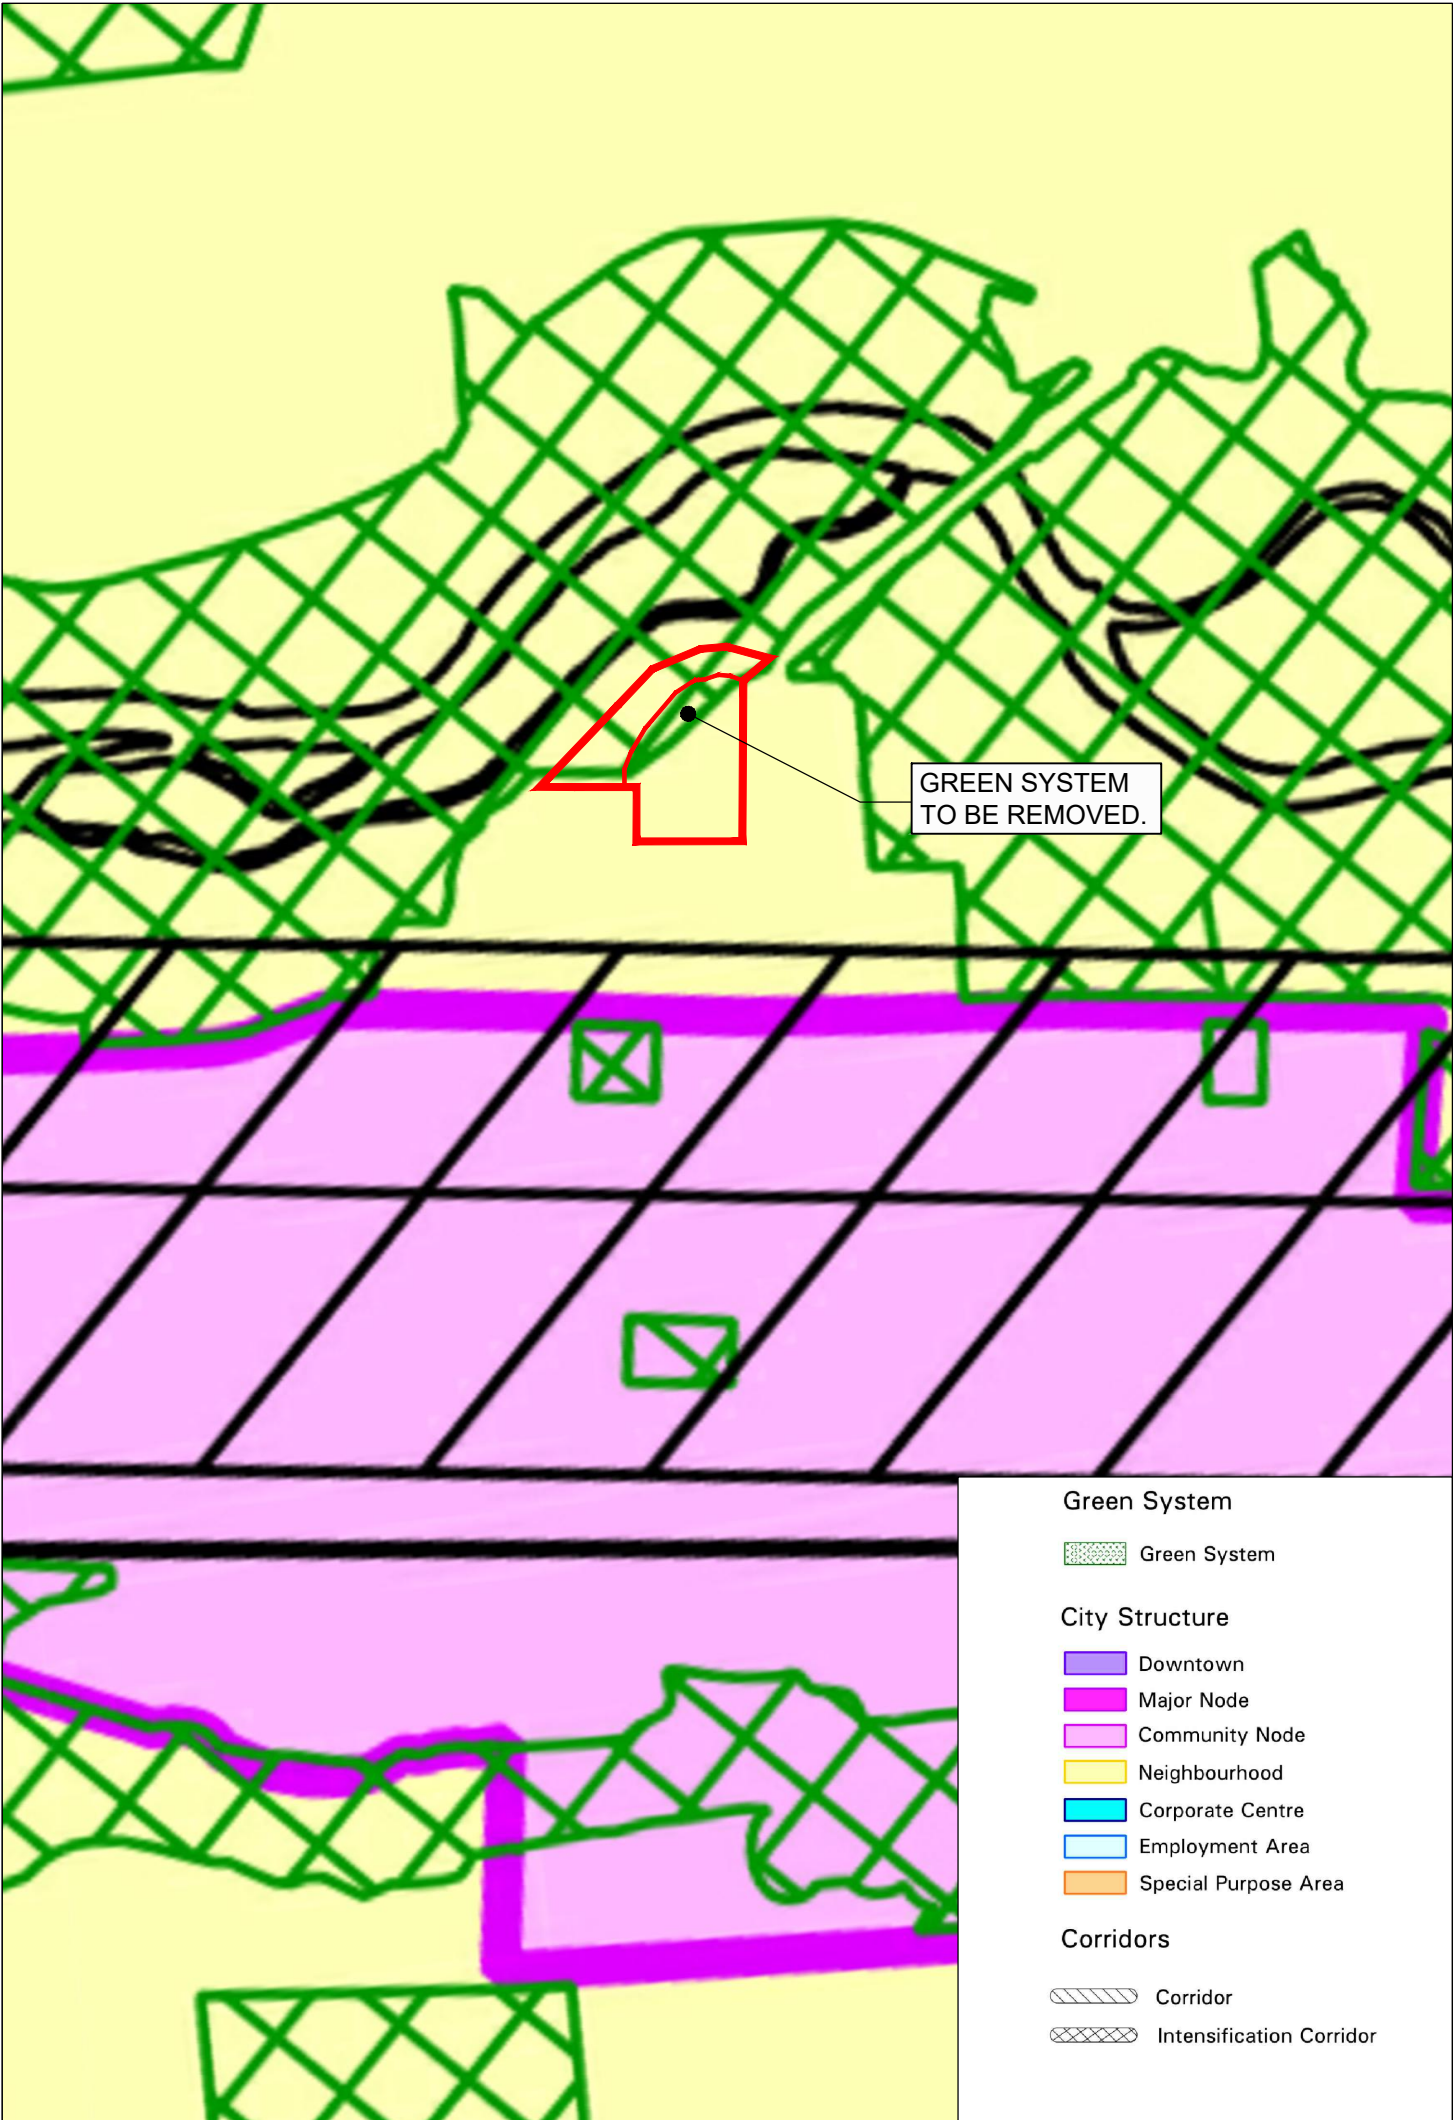 GREEN SYSTEM
TO BE REMOVED.
Green System
Green System
City Structure
Downtown
Major Node
Community Node
Neighbourhood
Corporate Centre
Employment Area
Special Purpose Area
Corridors
Corridor
Intensification Corridor